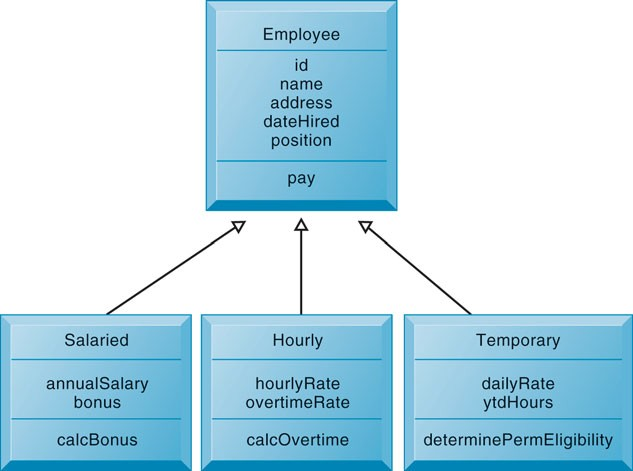 Employee
id
name
address
dateHired
position
pay
Salaried
annualSalary
bonus
calcBonus
Hourly
hourlyRate
overtimeRate
calcOvertime
Temporary
dailyRate
ytdHours
determinePermEligibility